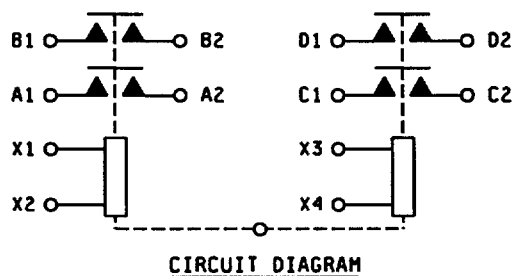 B1 B2 D1 D2
A1 A2 C1 C2
X1 X3
X2 X4
CIRCUIT DIAGRAM